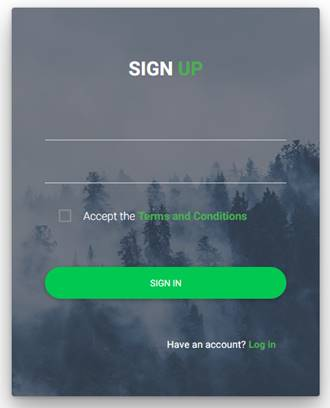 SIGN UP
Accept the Terms and Conditions
SIGN IN
Have an account? Log in